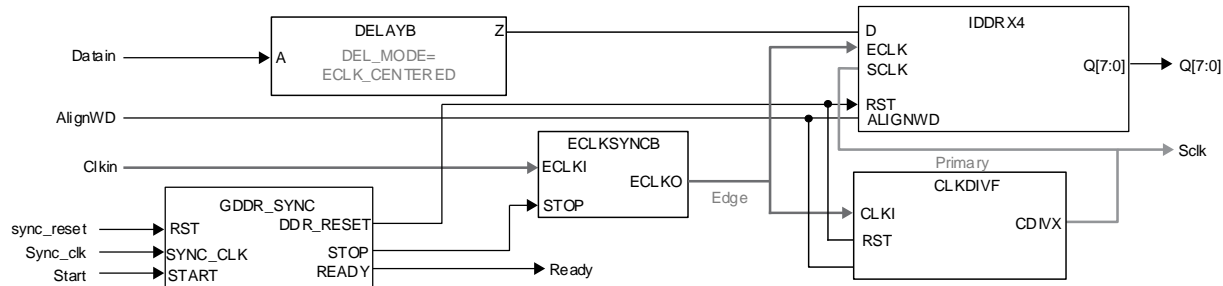 DELAYB
IDDRX4
Datain
A
Z
DEL_MODE=
ECLK_CENTERED
D
ECLK
SCLK
RST
ALIGNWD
Q[7:0]
Q[7:0]
AlignWD
Clkin
ECLKSYNCB
ECLKI
ECLKO
STOP
Edge
Primary
Sclk
CLKDIVF
CLKI
RST
CDIVX
GDDR_SYNC
DDR_RESET
sync_reset
RST
Sync_clk
SYNC_CLK
STOP
Start
START
READY
Ready